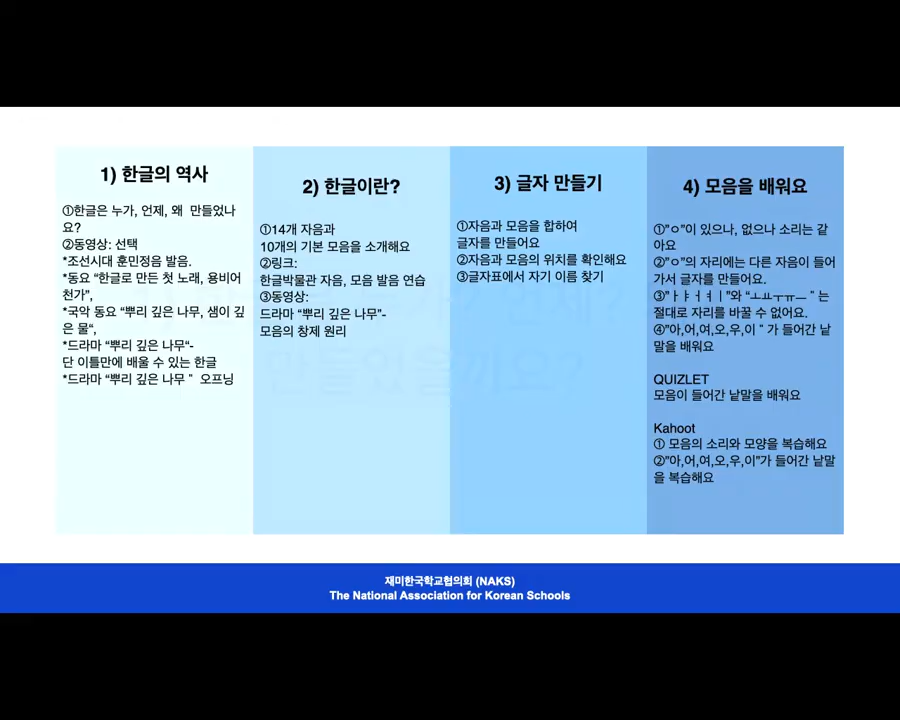 1) 한글의 역사
①한글은 누가, 언제, 왜 만들었나
요?
②동영상: 선택
*조선시대 훈민정음 발음.
*동요 “한글로 만든 첫 노래, 용비어
천가”,
*국악 동요 “뿌리 깊은 나무, 샘이 깊
은 물“,
*드라마 “뿌리 깊은 나무“-
단 이틀만에 배울 수 있는 한글
*드라마 “뿌리 깊은 나무 ” 오프닝
2) 한글이란?
①14개 자음과
10개의 기본 모음을 소개해요
②링크:
한글박물관 자음, 모음 발음 연습
③동영상:
드라마 “뿌리 깊은 나무”-
모음의 창제 원리
3) 글자 만들기
①자음과 모음을 합하여
글자를 만들어요
②자음과 모음의 위치를 확인해요
③글자표에서 자기 이름 찾기
4) 모음을 배워요
①”ㅇ”이 있으나, 없으나 소리는 같
아요
②”ㅇ”의 자리에는 다른 자음이 들어
가서 글자를 만들어요.
③”ㅏㅑㅓㅕㅣ”와 “ㅗㅛㅜㅠㅡ ”는
절대로 자리를 바꿀 수 없어요.
④”아,어,여,오,우,이 “ 가 들어간 낱
말을 배워요
QUIZLET
모음이 들어간 낱말을 배워요
Kahoot
① 모음의 소리와 모양을 복습해요
②”아,어,여,오,우,이”가 들어간 낱말
을 복습해요
재미한국학교협의회 (NAKS)
The National Association for Korean Schools